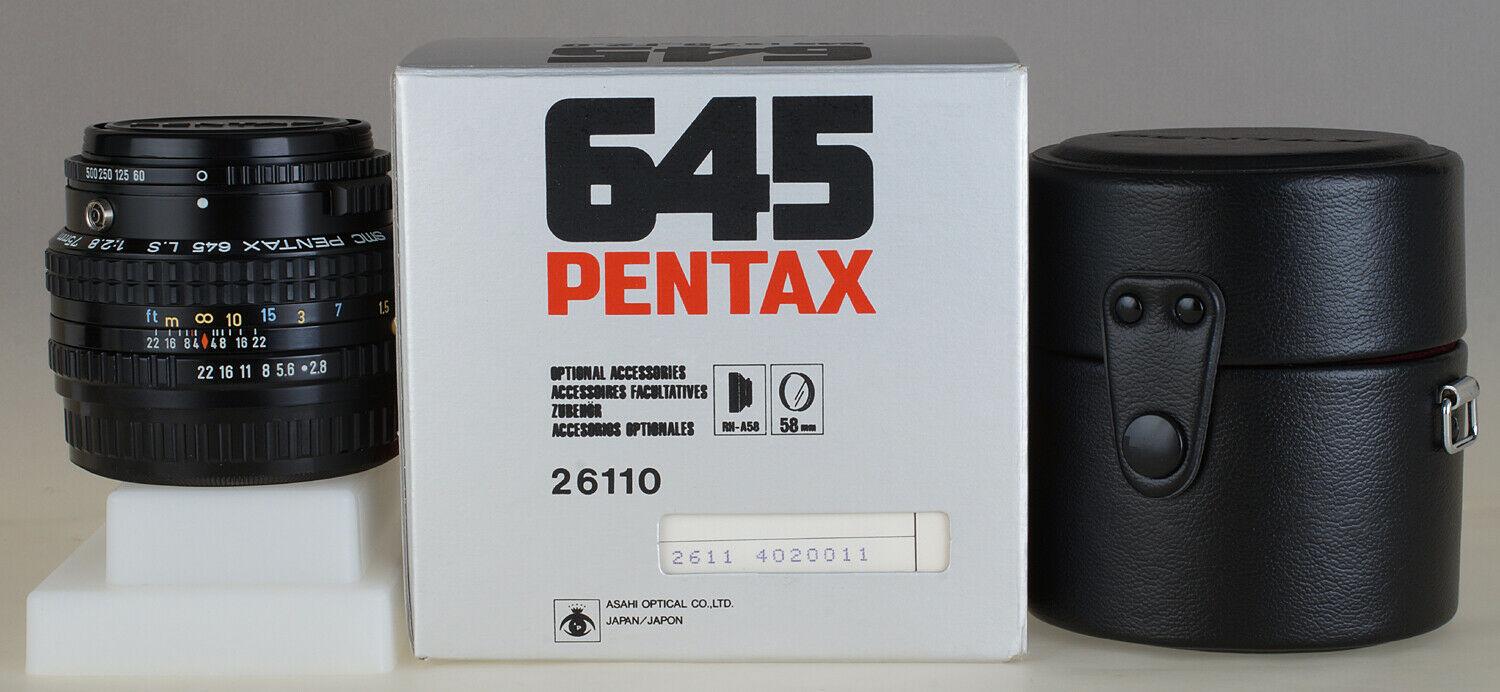 500 250 125 60
smc PENTAX 645 L.S 1:2.8 75mm
ft m ∞ 10 15 3 7 1.5
22 16 8 4 4 8 16 22
22 16 11 8 5.6 • 2.8
645
645
PENTAX
OPTIONAL ACCESSORIES
ACCESSOIRES FACULTATIVES
ZUBEHÖR
ACCESORIOS OPTIONALES
RH-A58
58mm
26110
2611 4020011
ASAHI OPTICAL CO.,LTD.
JAPAN/JAPON
PENTAX